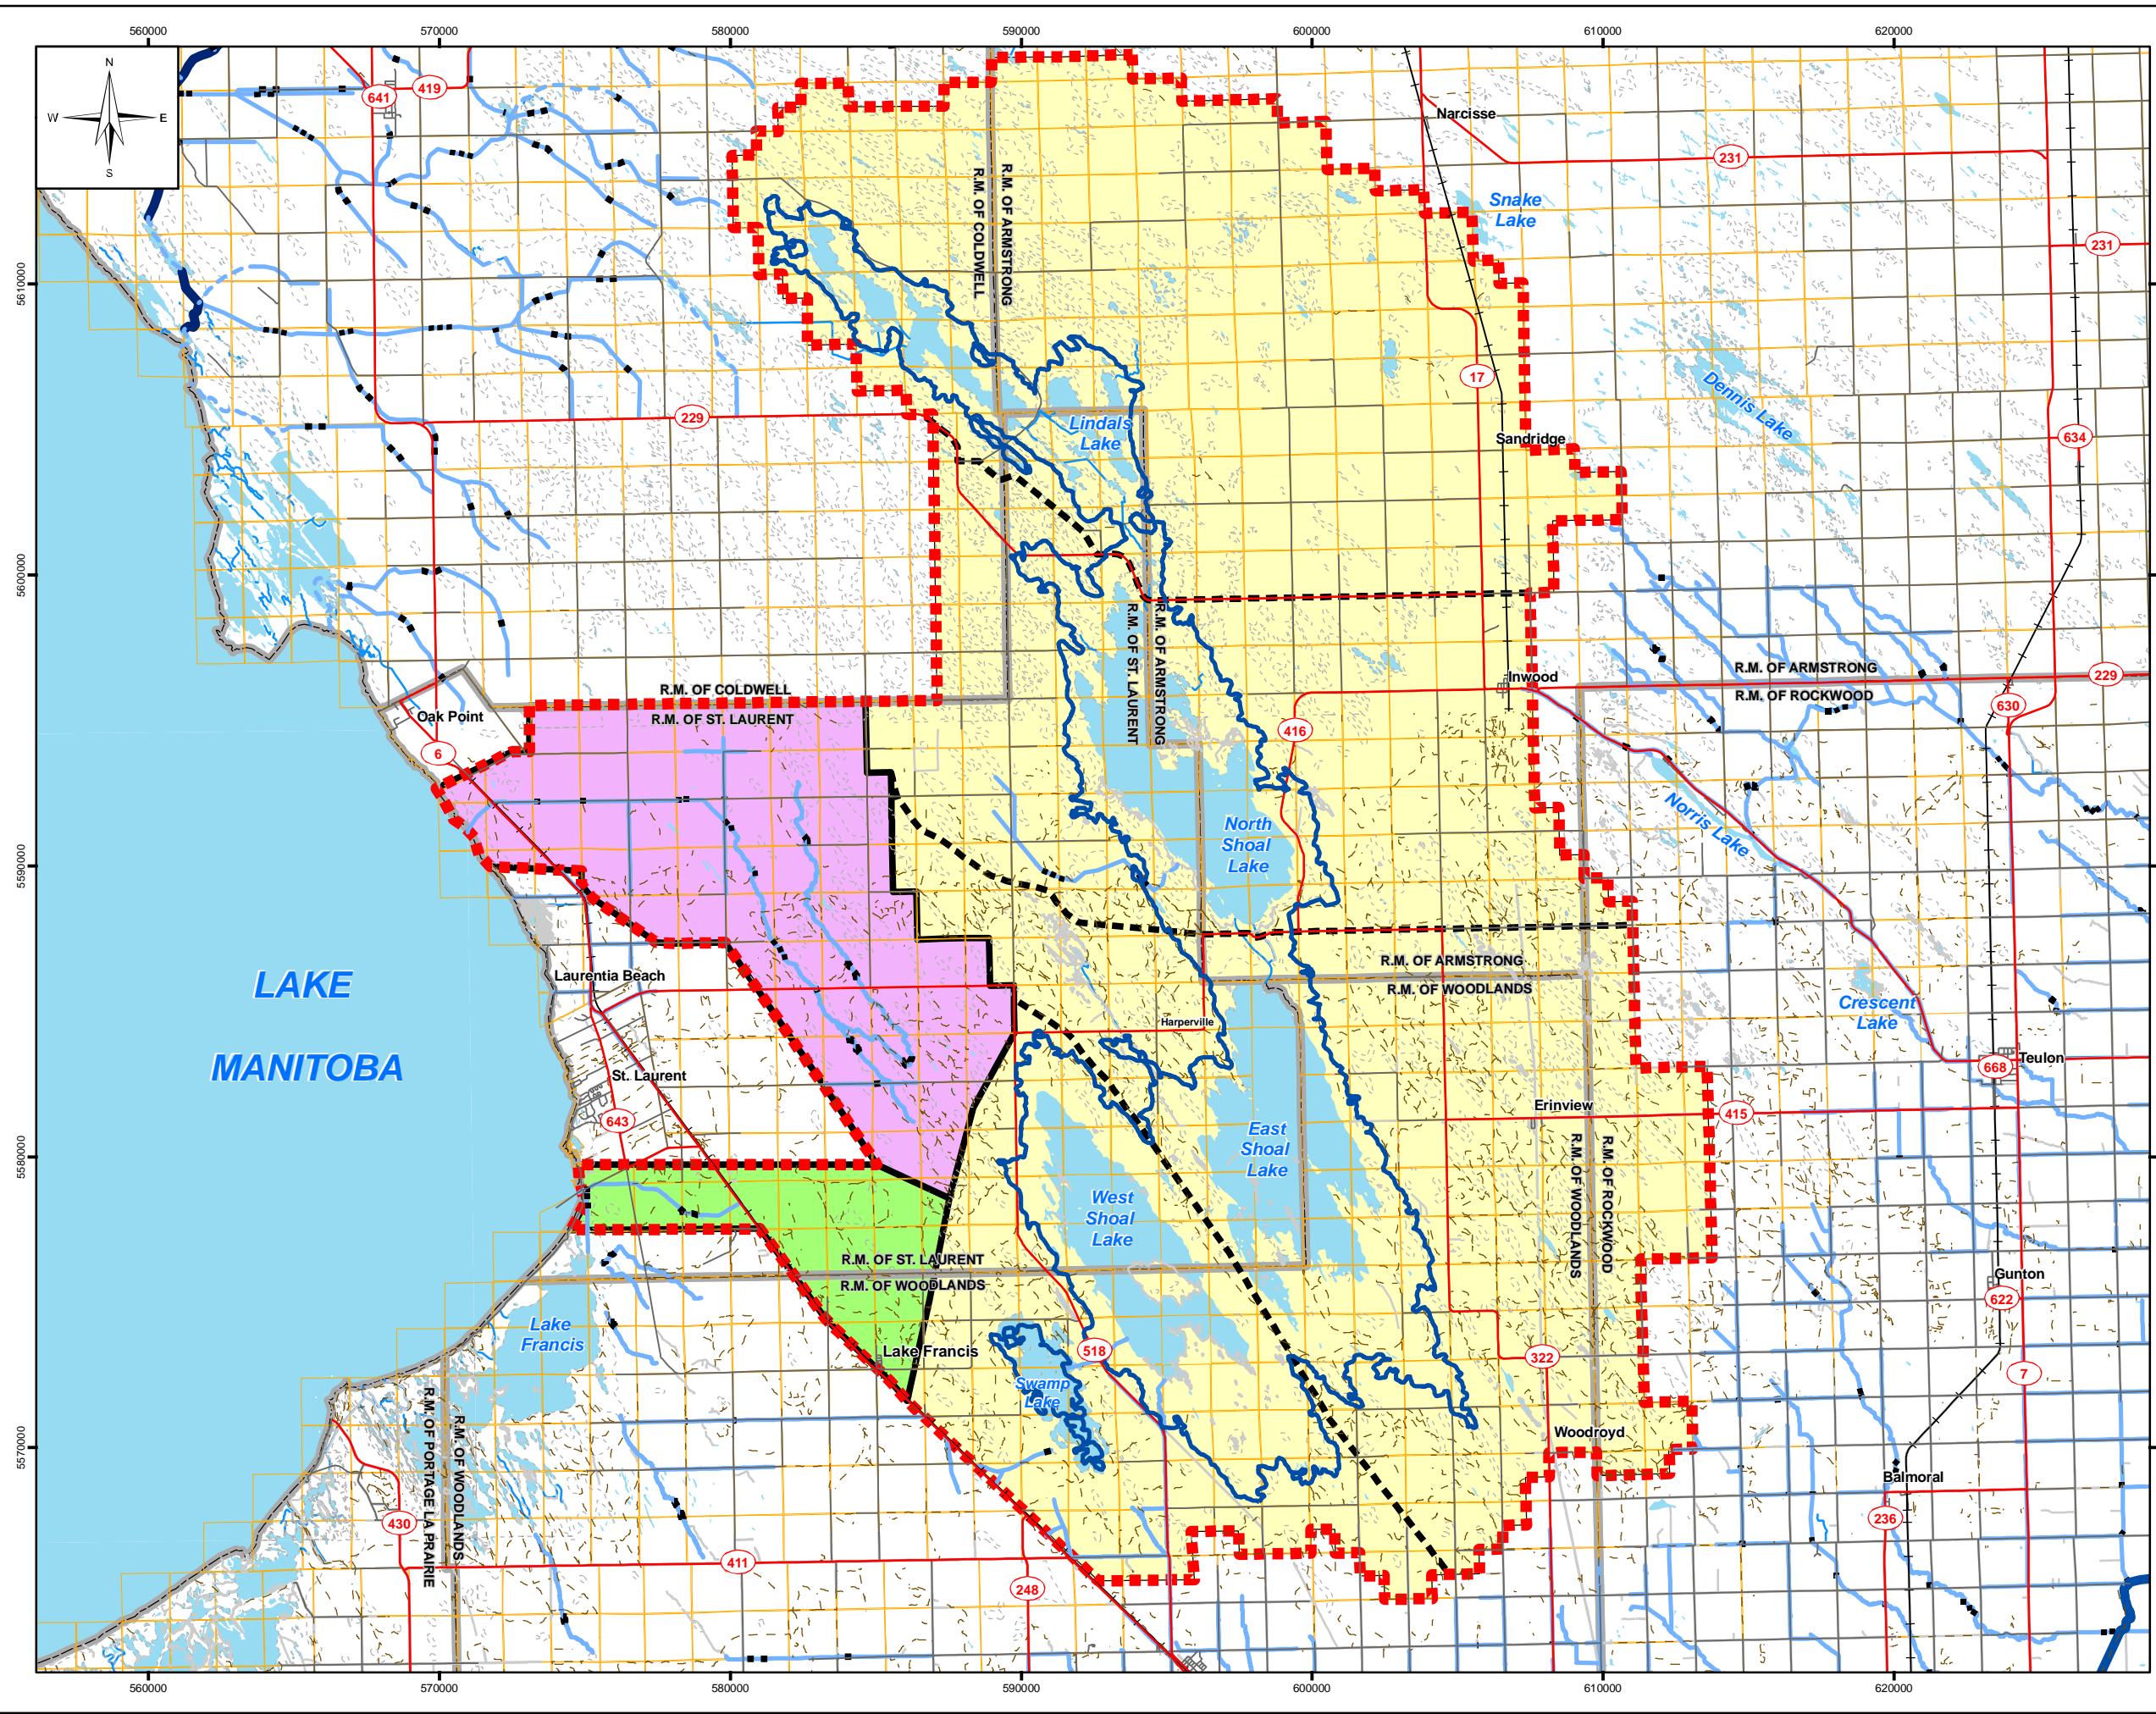 560000 570000 580000 590000 600000 610000 620000
N
W E
S
641
419
Narcisse
231
Snake
Lake
R.M. OF COLDWELL
R.M. OF ARMSTRONG
231
5610000
17
Dennis Lake
229
Lindals
Lake
Sandridge
634
5600000
R.M. OF ST. LAURENT
R.M. OF ARMSTRONG
Inwood
R.M. OF ARMSTRONG
229
R.M. OF ROCKWOOD
R.M. OF COLDWELL
R.M. OF ST. LAURENT
630
Oak Point
416
6
North
Shoal
Lake
Norris Lake
5590000
R.M. OF ARMSTRONG
R.M. OF WOODLANDS
Laurentia Beach
LAKE
MANITOBA
Crescent
Lake
Harperville
Teulon
668
St. Laurent
Erinview
415
643
East
Shoal
Lake
R.M. OF WOODLANDS
R.M. OF ROCKWOOD
5580000
West
Shoal
Lake
R.M. OF ST. LAURENT
R.M. OF WOODLANDS
Gunton
622
Lake
Francis
Lake Francis
518
322
7
Swamp
Lake
R.M. OF PORTAGE LA PRAIRIE
R.M. OF WOODLANDS
Woodroyd
5570000
Balmoral
430
236
411
248
560000 570000 580000 590000 600000 610000 620000